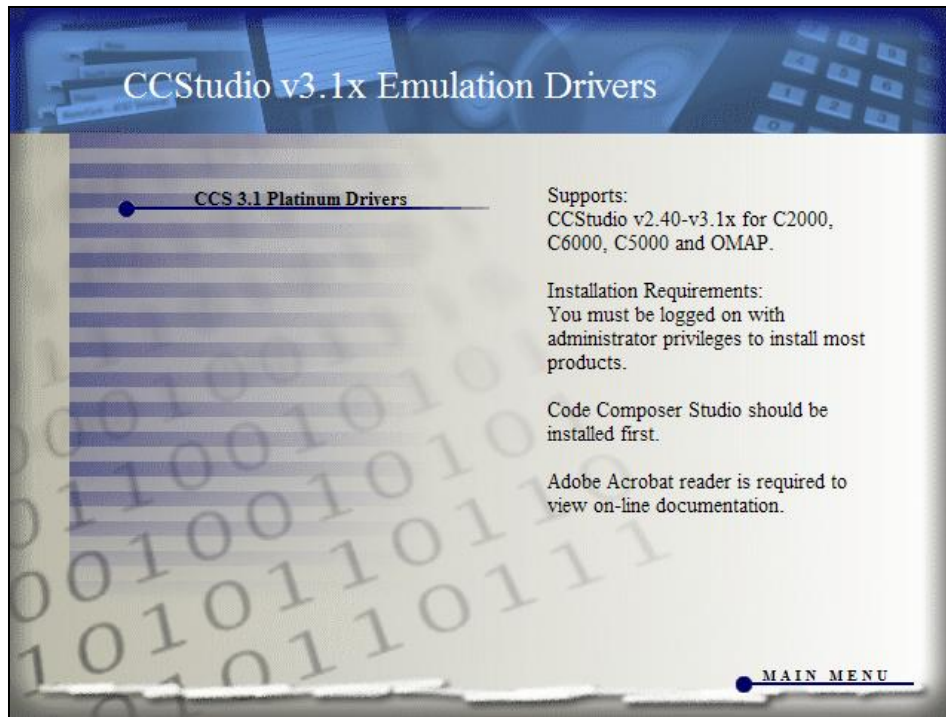 CCStudio v3.1x Emulation Drivers
CCS 3.1 Platinum Drivers
Supports:
CCStudio v2.40-v3.1x for C2000,
C6000, C5000 and OMAP.
Installation Requirements:
You must be logged on with
administrator privileges to install most
products.
Code Composer Studio should be
installed first.
Adobe Acrobat reader is required to
view on-line documentation.
MAIN MENU